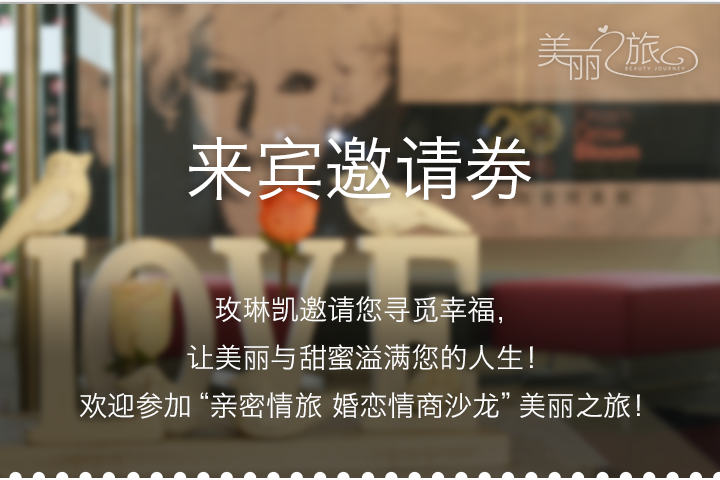 美丽之旅
BEAUTY JOURNEY
来宾邀请券
玫琳凯邀请您寻觅幸福，
让美丽与甜蜜溢满您的人生！
欢迎参加“亲密情旅 婚恋情商沙龙”美丽之旅！